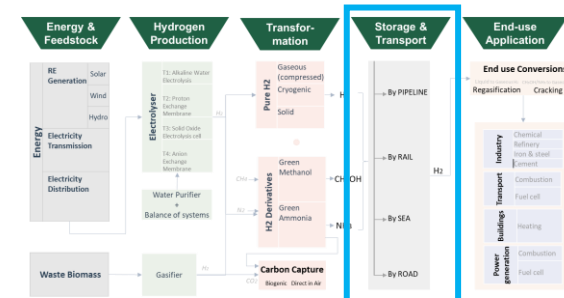 Energy &
Feedstock
Hydrogen
Production
Transfor-
mation
Storage &
Transport
End-use
Application
Energy
RE
Generation
Solar
Wind
Hydro
Electricity
Transmission
Electricity
Distribution
Waste Biomass
Electrolyser
T1: Alkaline Water
Electrolysis
T2: Proton
Exchange
Membrane
T3: Solid Oxide
Electrolysis cell
T4: Anion
Exchange
Membrane
Water Purifier
+
Balance of systems
Gasifier
H₂
CH₄
N₂
H₂
CO₂
Pure H2
Gaseous
(compressed)
Cryogenic
Solid
H2 Derivatives
Green
Methanol
Green
Ammonia
Carbon Capture
Biogenic Direct in Air
By PIPELINE
By RAIL
By SEA
By ROAD
H₂
End use Conversions
Regasification Cracking
Industry
Chemical
Refinery
Iron & steel
Cement
Transport
Combustion
Fuel cell
Buildings
Heating
Power
generation
Combustion
Fuel cell